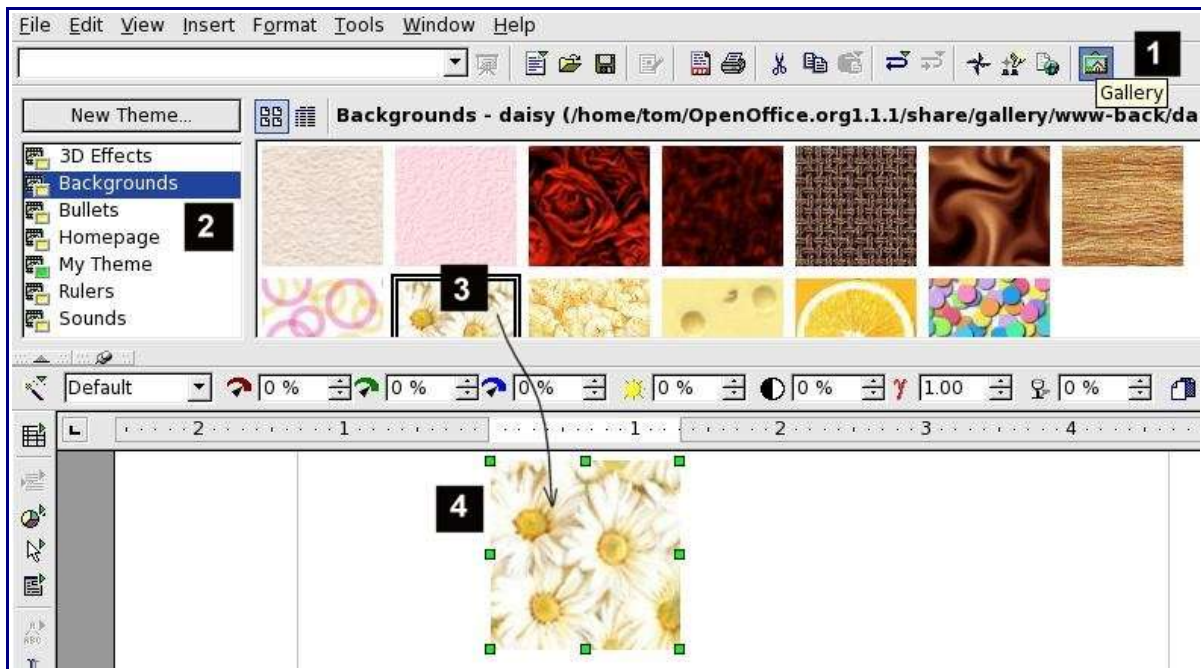 File Edit View Insert Format Tools Window Help
1
Gallery
New Theme...
Backgrounds - daisy (/home/tom/OpenOffice.org1.1.1/share/gallery/www-back/da
3D Effects
Backgrounds
Bullets
2
Homepage
My Theme
Rulers
Sounds
3
Default 0 % 0 % 0 % 0 % 0 % 1.00 0 %
2 1 1 2 3 4
4
ABC